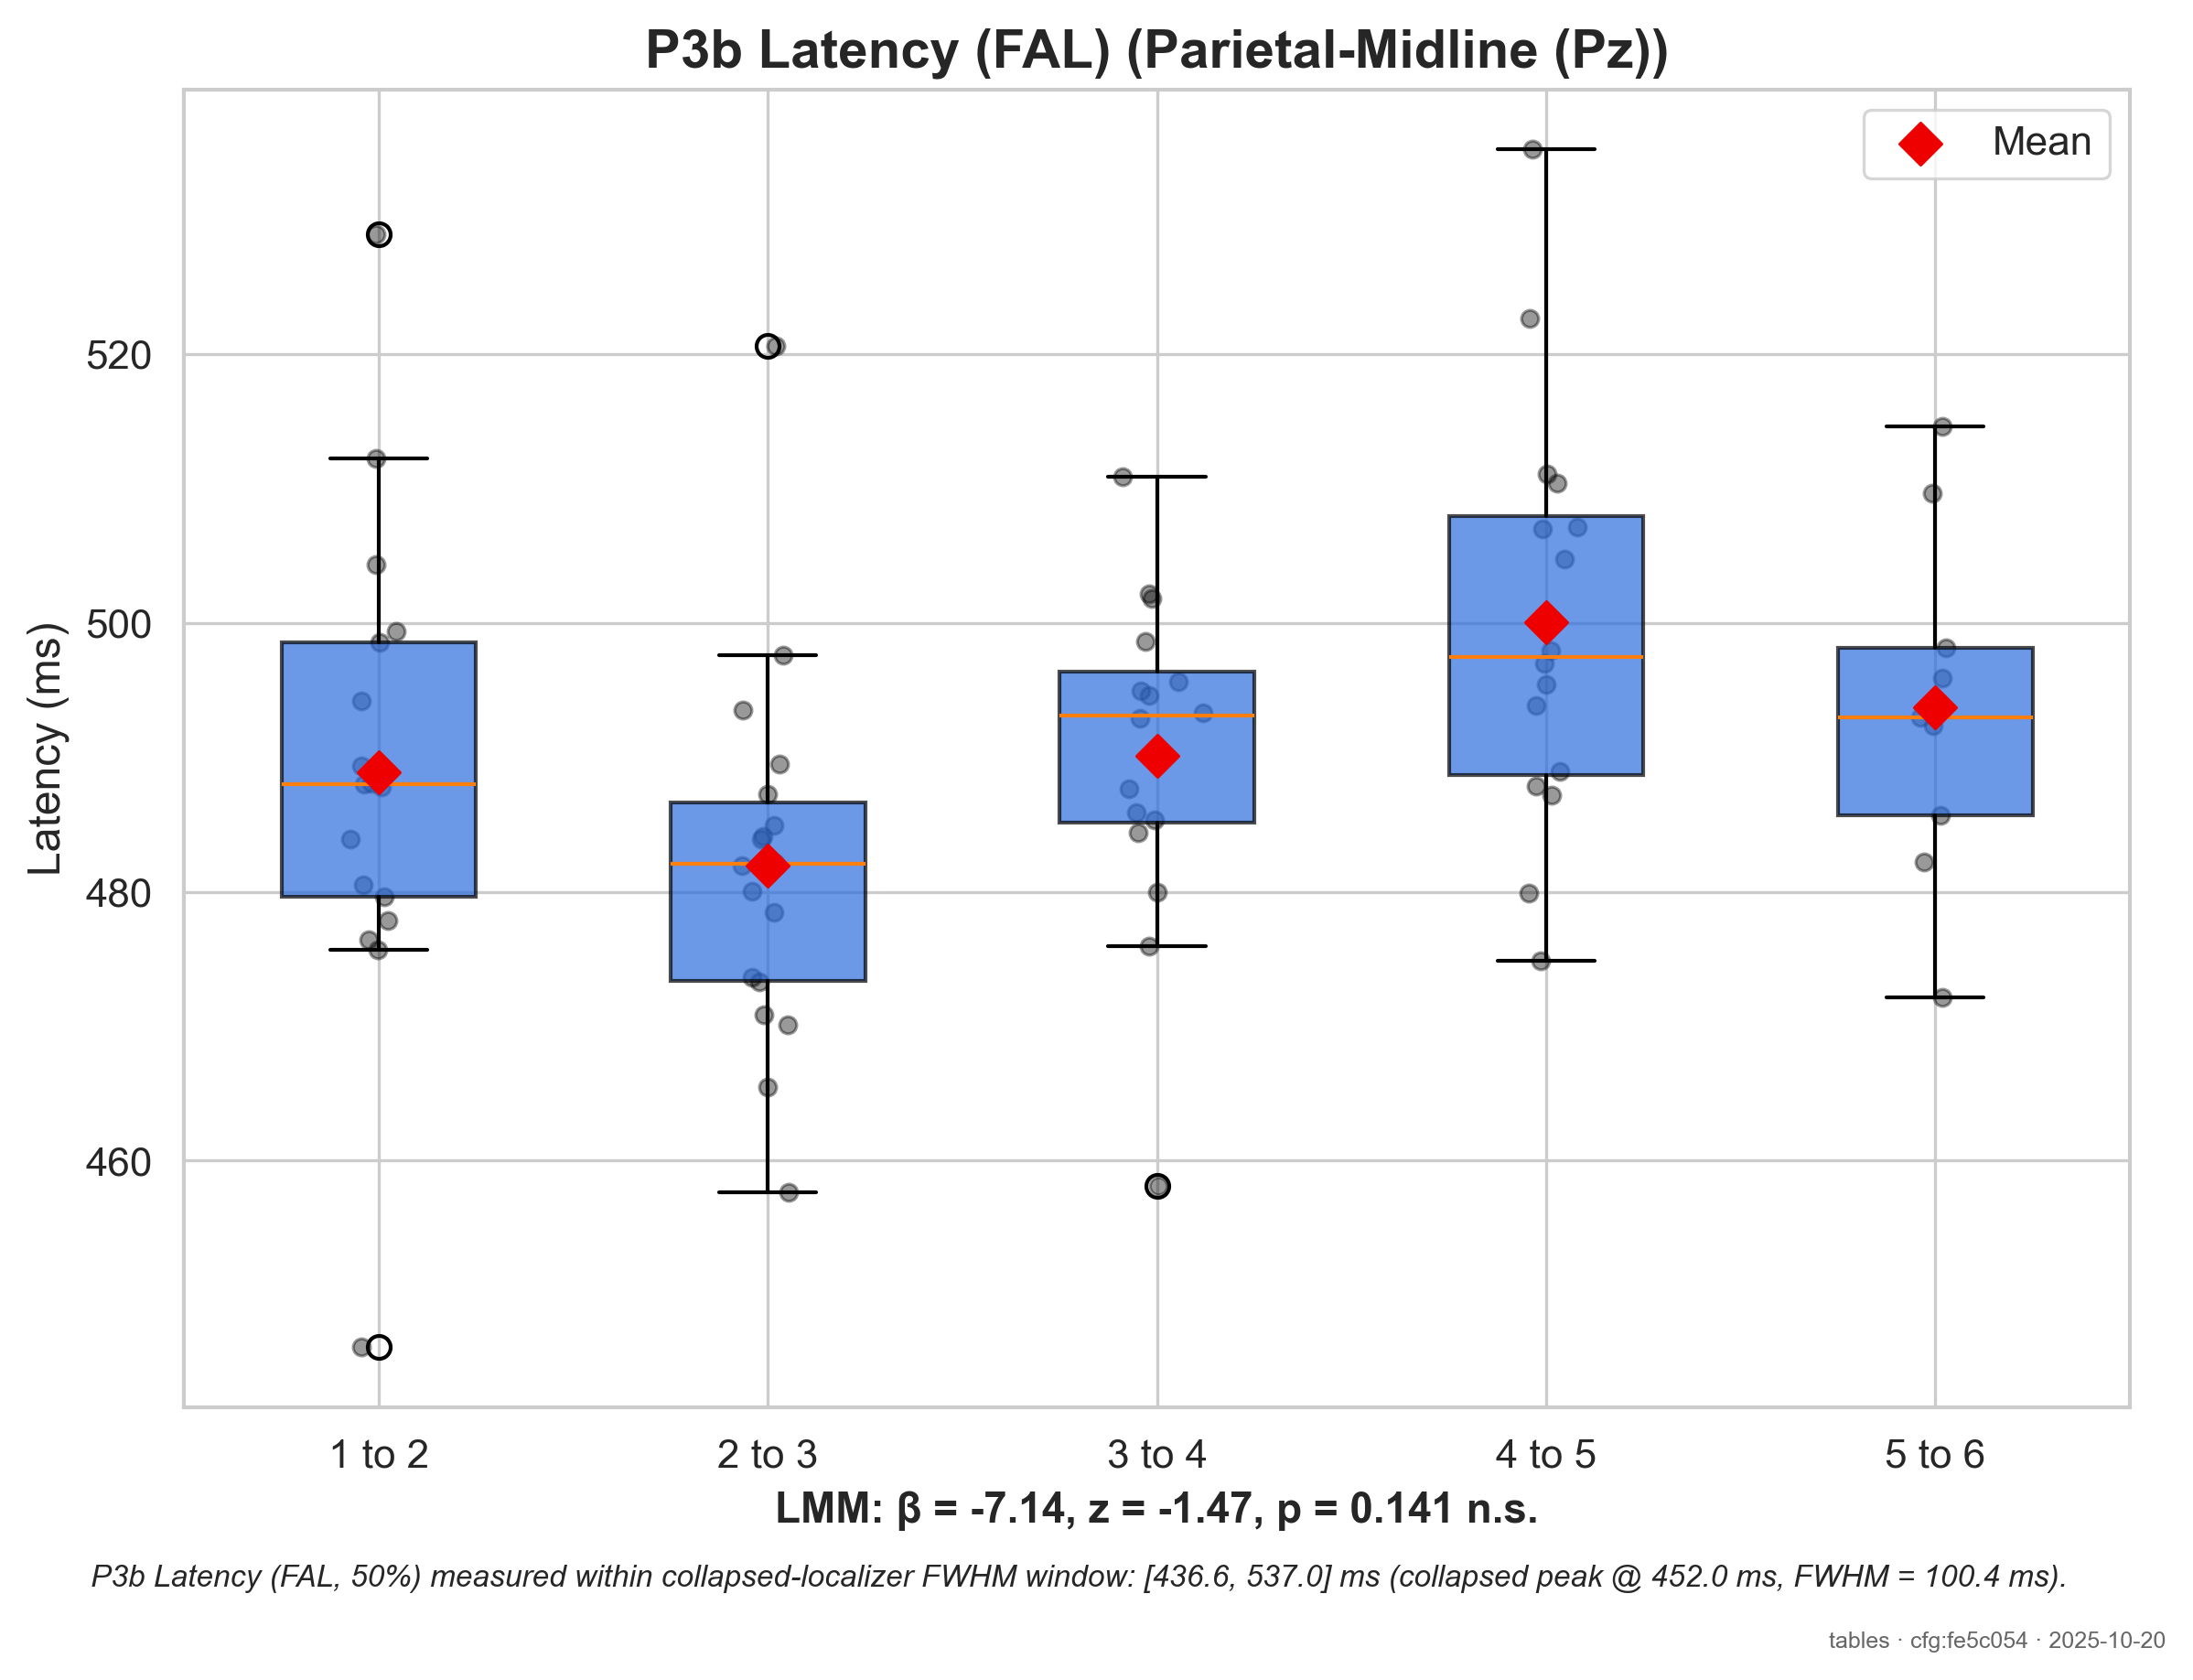 P3b Latency (FAL) (Parietal-Midline (Pz))
Mean
Latency (ms)
520
500
480
460
1 to 2
2 to 3
3 to 4
4 to 5
5 to 6
LMM: β = -7.14, z = -1.47, p = 0.141 n.s.
P3b Latency (FAL, 50%) measured within collapsed-localizer FWHM window: [436.6, 537.0] ms (collapsed peak @ 452.0 ms, FWHM = 100.4 ms).
tables · cfg:fe5c054 · 2025-10-20